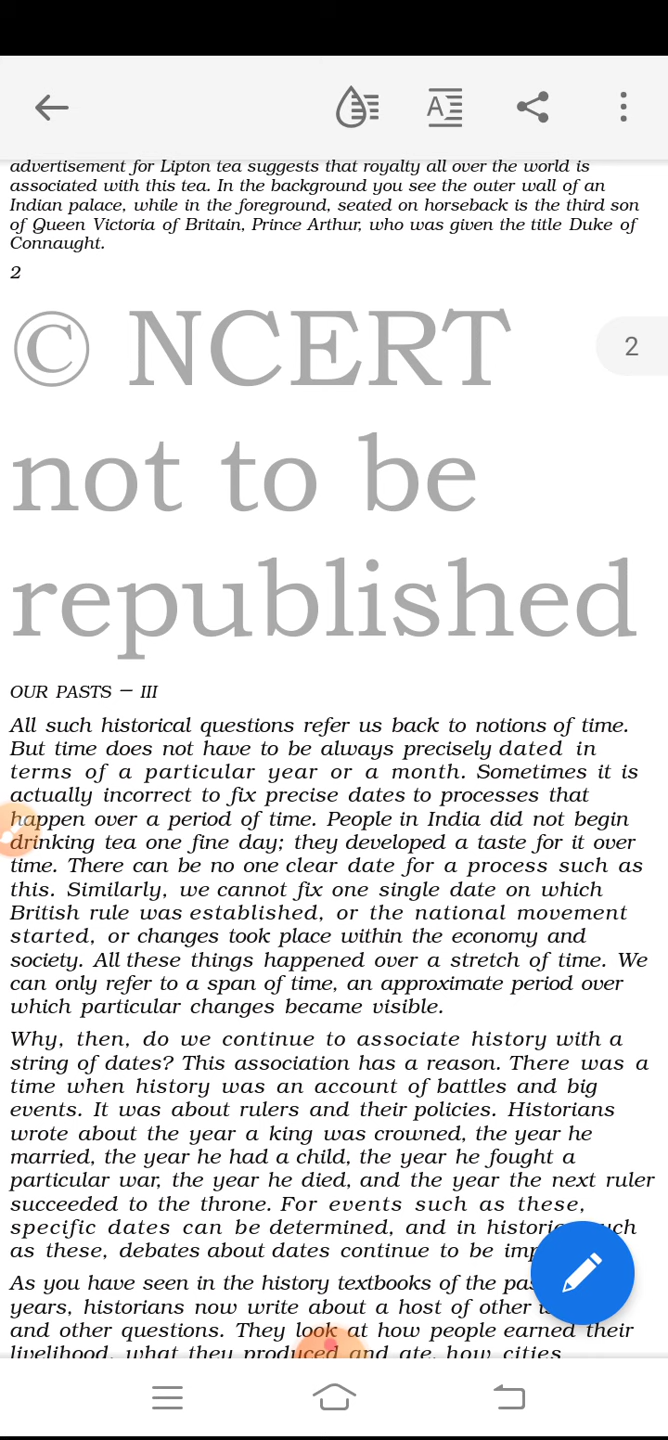 advertisement for Lipton tea suggests that royalty all over the world is
associated with this tea. In the background you see the outer wall of an
Indian palace, while in the foreground, seated on horseback is the third son
of Queen Victoria of Britain, Prince Arthur, who was given the title Duke of
Connaught.
2
© NCERT
2
not to be
republished
OUR PASTS – III
All such historical questions refer us back to notions of time.
But time does not have to be always precisely dated in
terms of a particular year or a month. Sometimes it is
actually incorrect to fix precise dates to processes that
happen over a period of time. People in India did not begin
drinking tea one fine day; they developed a taste for it over
time. There can be no one clear date for a process such as
this. Similarly, we cannot fix one single date on which
British rule was established, or the national movement
started, or changes took place within the economy and
society. All these things happened over a stretch of time. We
can only refer to a span of time, an approximate period over
which particular changes became visible.
Why, then, do we continue to associate history with a
string of dates? This association has a reason. There was a
time when history was an account of battles and big
events. It was about rulers and their policies. Historians
wrote about the year a king was crowned, the year he
married, the year he had a child, the year he fought a
particular war, the year he died, and the year the next ruler
succeeded to the throne. For events such as these,
specific dates can be determined, and in
as these, debates about dates continue to be
As you have seen in the history textbooks of the
years, historians now write about a host of other
and other questions. They look at how people earned their
livelihood, what they produced and ate, how cities